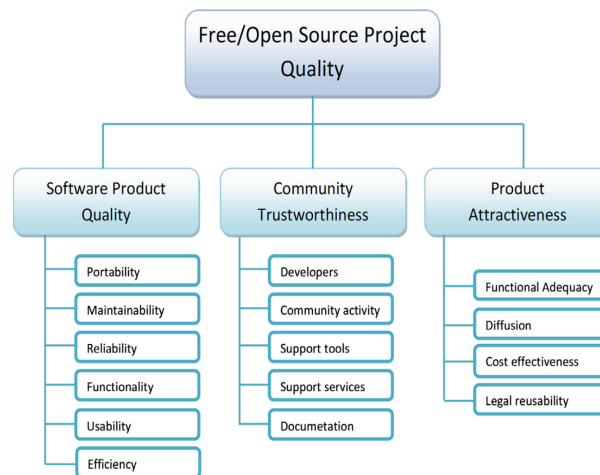 Free/Open Source Project
Quality
Software Product
Quality
Portability
Maintainability
Reliability
Functionality
Usability
Efficiency
Community
Trustworthiness
Developers
Community activity
Support tools
Support services
Documetation
Product
Attractiveness
Functional Adequacy
Diffusion
Cost effectiveness
Legal reusability